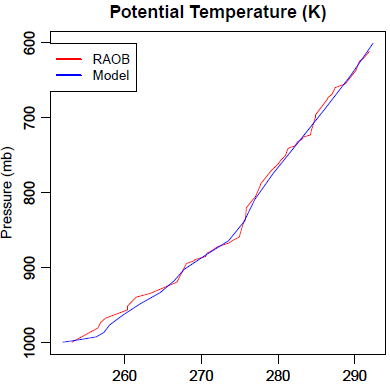 Potential Temperature (K)
RAOB
Model
Pressure (mb)
600
700
800
900
1000
260
270
280
290